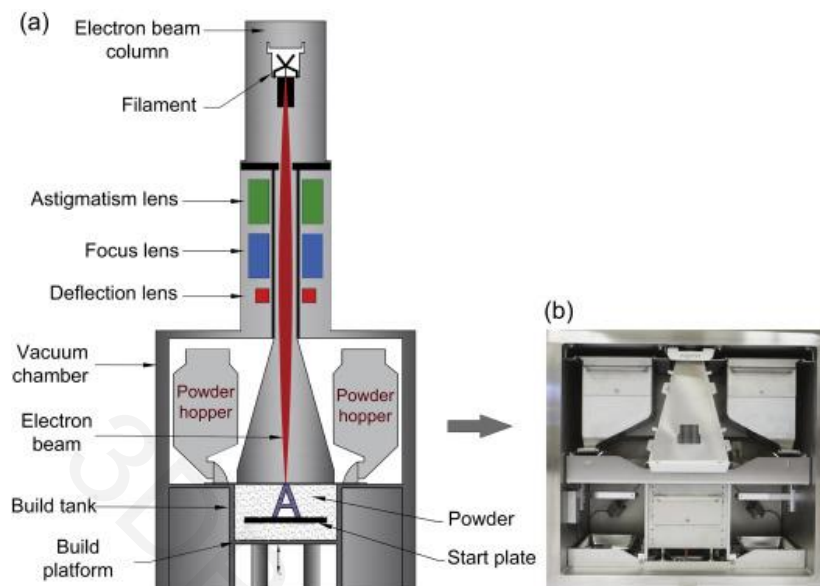 (a)
Electron beam
column
Filament
Astigmatism lens
Focus lens
Deflection lens
(b)
Vacuum
chamber
Powder
hopper
Powder
hopper
Electron
beam
A
Build tank
Powder
Build
platform
Start plate